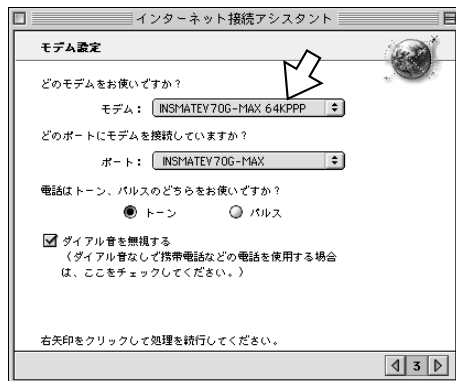 インターネット接続アシスタント
モデム設定
どのモデムをお使いですか?
モデム: INSMATEV70G-MAX 64KPPP
どのポートにモデムを接続していますか?
ポート: INSMATEV70G-MAX
電話はトーン、パルスのどちらをお使いですか?
トーン パルス
ダイアル音を無視する
(ダイアル音なしで携帯電話などの電話を使用する場合
は、ここをチェックしてください。)
右矢印をクリックして処理を続行してください。
3